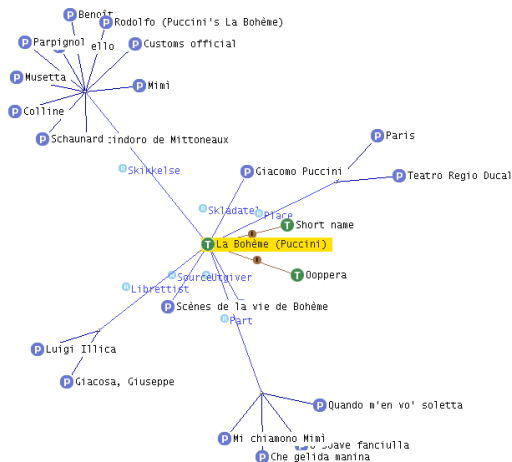 Benoît
Rodolfo (Puccini's La Bohème)
Parpignol
ello
Customs official
Musetta
Mimì
Colline
Schaunard
indoro de Mittoneaux
Skikkelse
Paris
Giacomo Puccini
Teatro Regio Ducal
Skladatel
Place
Short name
La Bohème (Puccini)
Source
Utgiver
Ooppera
Librettist
Scènes de la vie de Bohème
Part
Luigi Illica
Giacosa, Giuseppe
Quando m'en vo' soletta
Mi chiamono Mimì
soave fanciulla
Che gelida manina